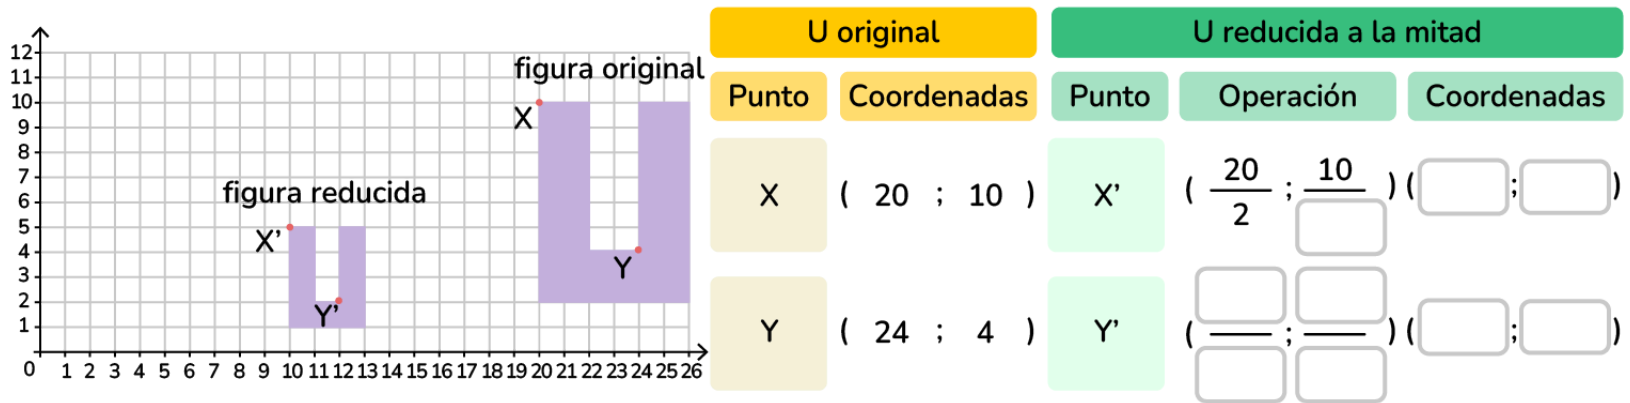 12
11
10
9
8
7
6
5
4
3
2
1
0 1 2 3 4 5 6 7 8 9 10 11 12 13 14 15 16 17 18 19 20 21 22 23 24 25 26
figura original
X
Y
figura reducida
X’
Y’
U original U reducida a la mitad
Punto Coordenadas Punto Operación Coordenadas
X ( 20 ; 10 ) X’ ( 20/2 ; 10/ ) ( ; )
Y ( 24 ; 4 ) Y’ ( / ; / ) ( ; )